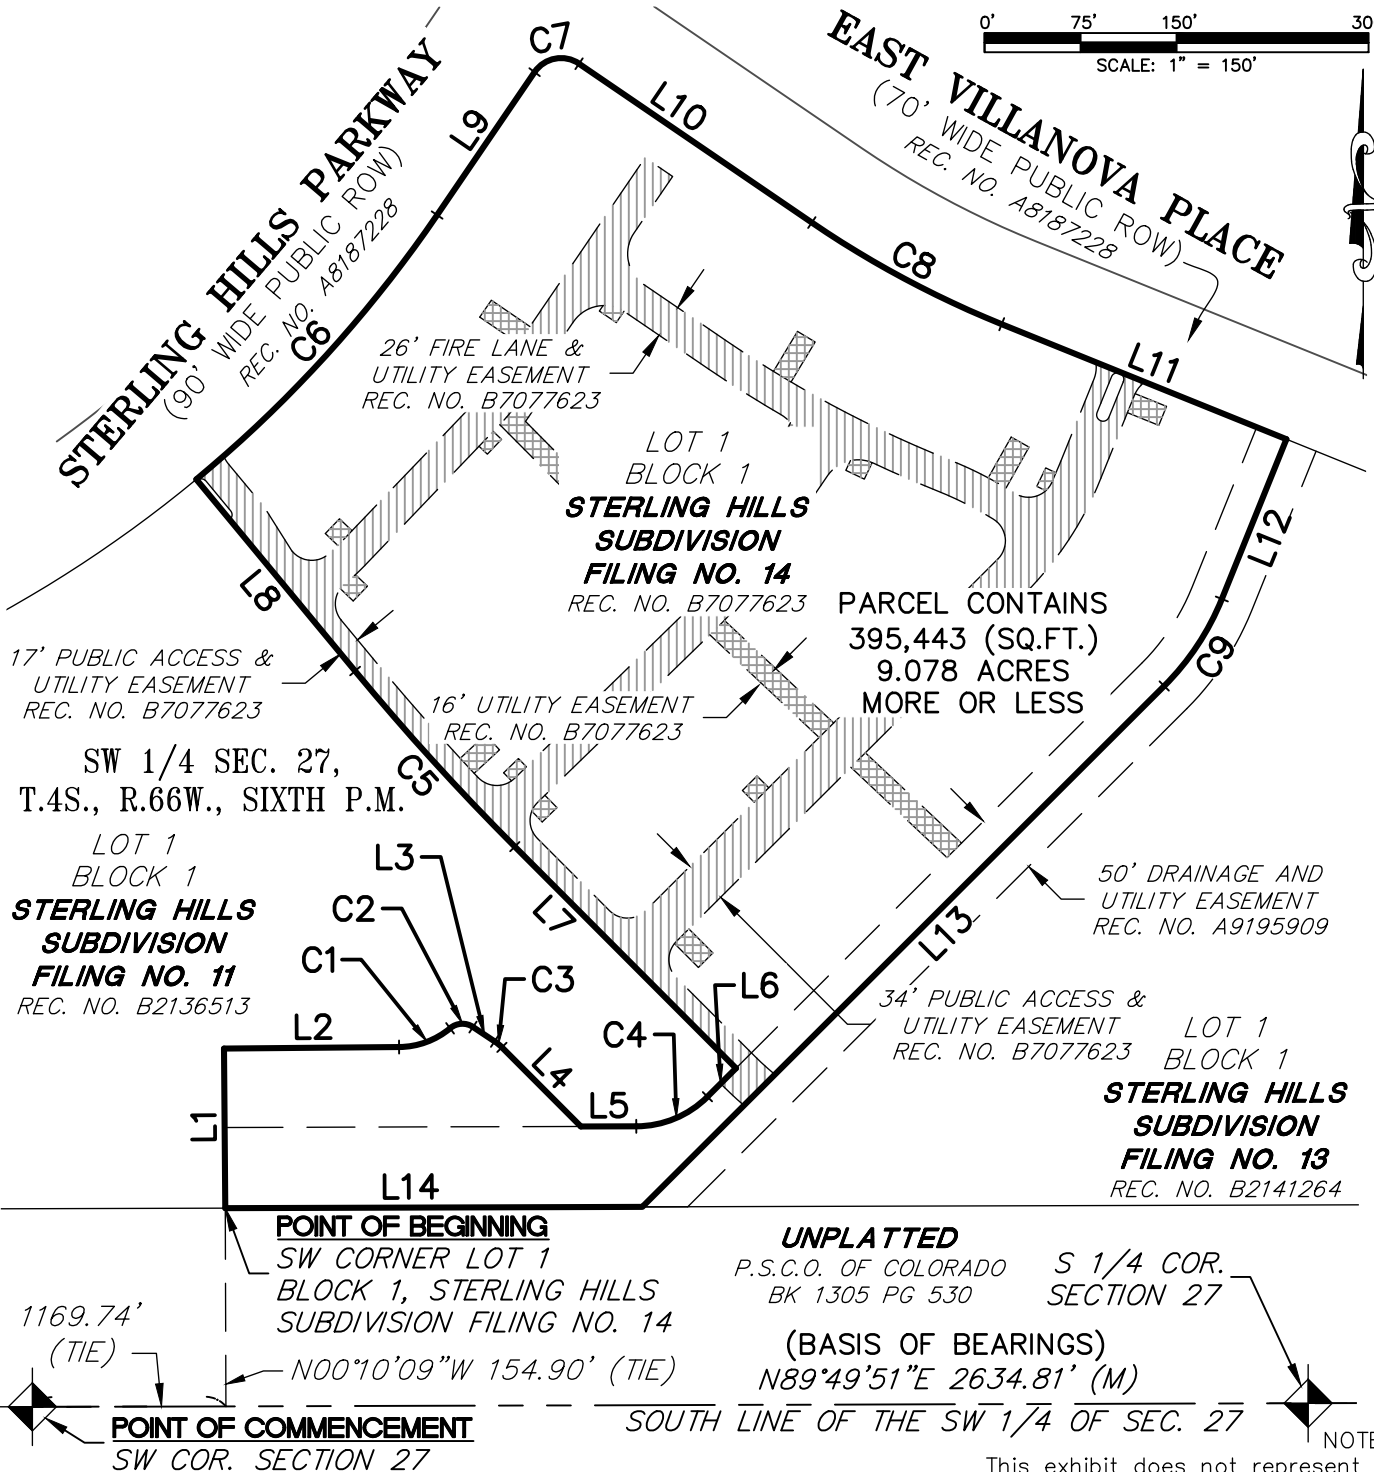 0' 75' 150' 30
SCALE: 1" = 150'
STERLING HILLS PARKWAY
(90' WIDE PUBLIC ROW)
REC. NO. A8187228
EAST VILLANOVA PLACE
(70' WIDE PUBLIC ROW)
REC. NO. A8187228
C7
L10
L9
C8
C6
L11
26' FIRE LANE &
UTILITY EASEMENT
REC. NO. B7077623
LOT 1
BLOCK 1
STERLING HILLS
SUBDIVISION
FILING NO. 14
REC. NO. B7077623
L12
L8
PARCEL CONTAINS
395,443 (SQ.FT.)
9.078 ACRES
MORE OR LESS
C9
17' PUBLIC ACCESS &
UTILITY EASEMENT
REC. NO. B7077623
16' UTILITY EASEMENT
REC. NO. B7077623
SW 1/4 SEC. 27,
T.4S., R.66W., SIXTH P.M.
C5
LOT 1
BLOCK 1
STERLING HILLS
SUBDIVISION
FILING NO. 11
REC. NO. B2136513
L3
C2
C1
C3
L7
L13
50' DRAINAGE AND
UTILITY EASEMENT
REC. NO. A9195909
L2
L4
C4
L6
L5
34' PUBLIC ACCESS &
UTILITY EASEMENT
REC. NO. B7077623
LOT 1
BLOCK 1
STERLING HILLS
SUBDIVISION
FILING NO. 13
REC. NO. B2141264
L1
L14
POINT OF BEGINNING
SW CORNER LOT 1
BLOCK 1, STERLING HILLS
SUBDIVISION FILING NO. 14
UNPLATTED
P.S.C.O. OF COLORADO
BK 1305 PG 530
S 1/4 COR.
SECTION 27
1169.74'
(TIE)
N00°10'09"W 154.90' (TIE)
(BASIS OF BEARINGS)
N89°49'51"E 2634.81' (M)
SOUTH LINE OF THE SW 1/4 OF SEC. 27
POINT OF COMMENCEMENT
SW COR. SECTION 27
NOTE
This exhibit does not represent